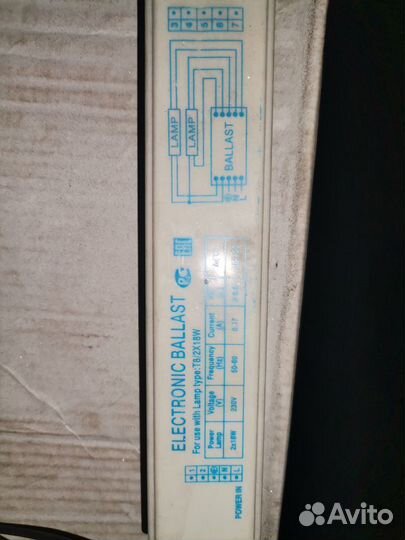 ELECTRONIC BALLAST
For use with Lamp type:T8/2X18W
Power Lamp
Voltage (V)
Frequency (Hz)
Current (A)
2x18W
230V
50-60
0.17
1
2
N
L
POWER IN
LAMP
LAMP
BALLAST
N
L
3
4
5
6
7
EAC
Avito